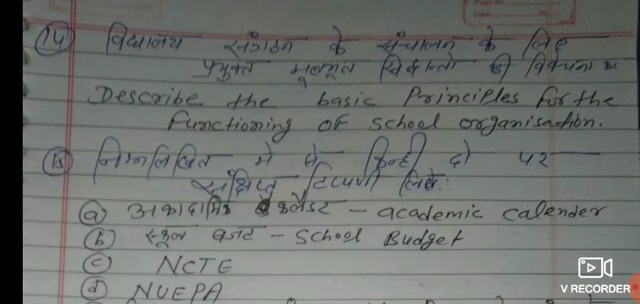 (14) विद्यालय संगठन के संचालन के लिए
प्रयुक्त मूलभूत सिद्धान्तो की विवेचना क
Describe the basic Principles for the
Functioning of school organisation.
(15) निम्नलिखित मे से किन्ही दो पर
संक्षिप्त टिप्पणी लिखे:
(a) अकादमिक कैलेंडर - academic calender
(b) स्कूल बजट - School Budget
(c) NCTE
(d) NUEPA
V RECORDER